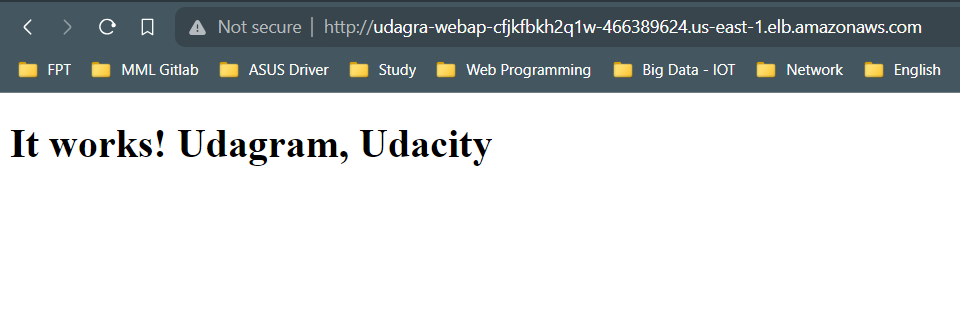 Not secure | http://udagra-webap-cfjkfbkh2q1w-466389624.us-east-1.elb.amazonaws.com
FPT MML Gitlab ASUS Driver Study Web Programming Big Data - IOT Network English
It works! Udagram, Udacity